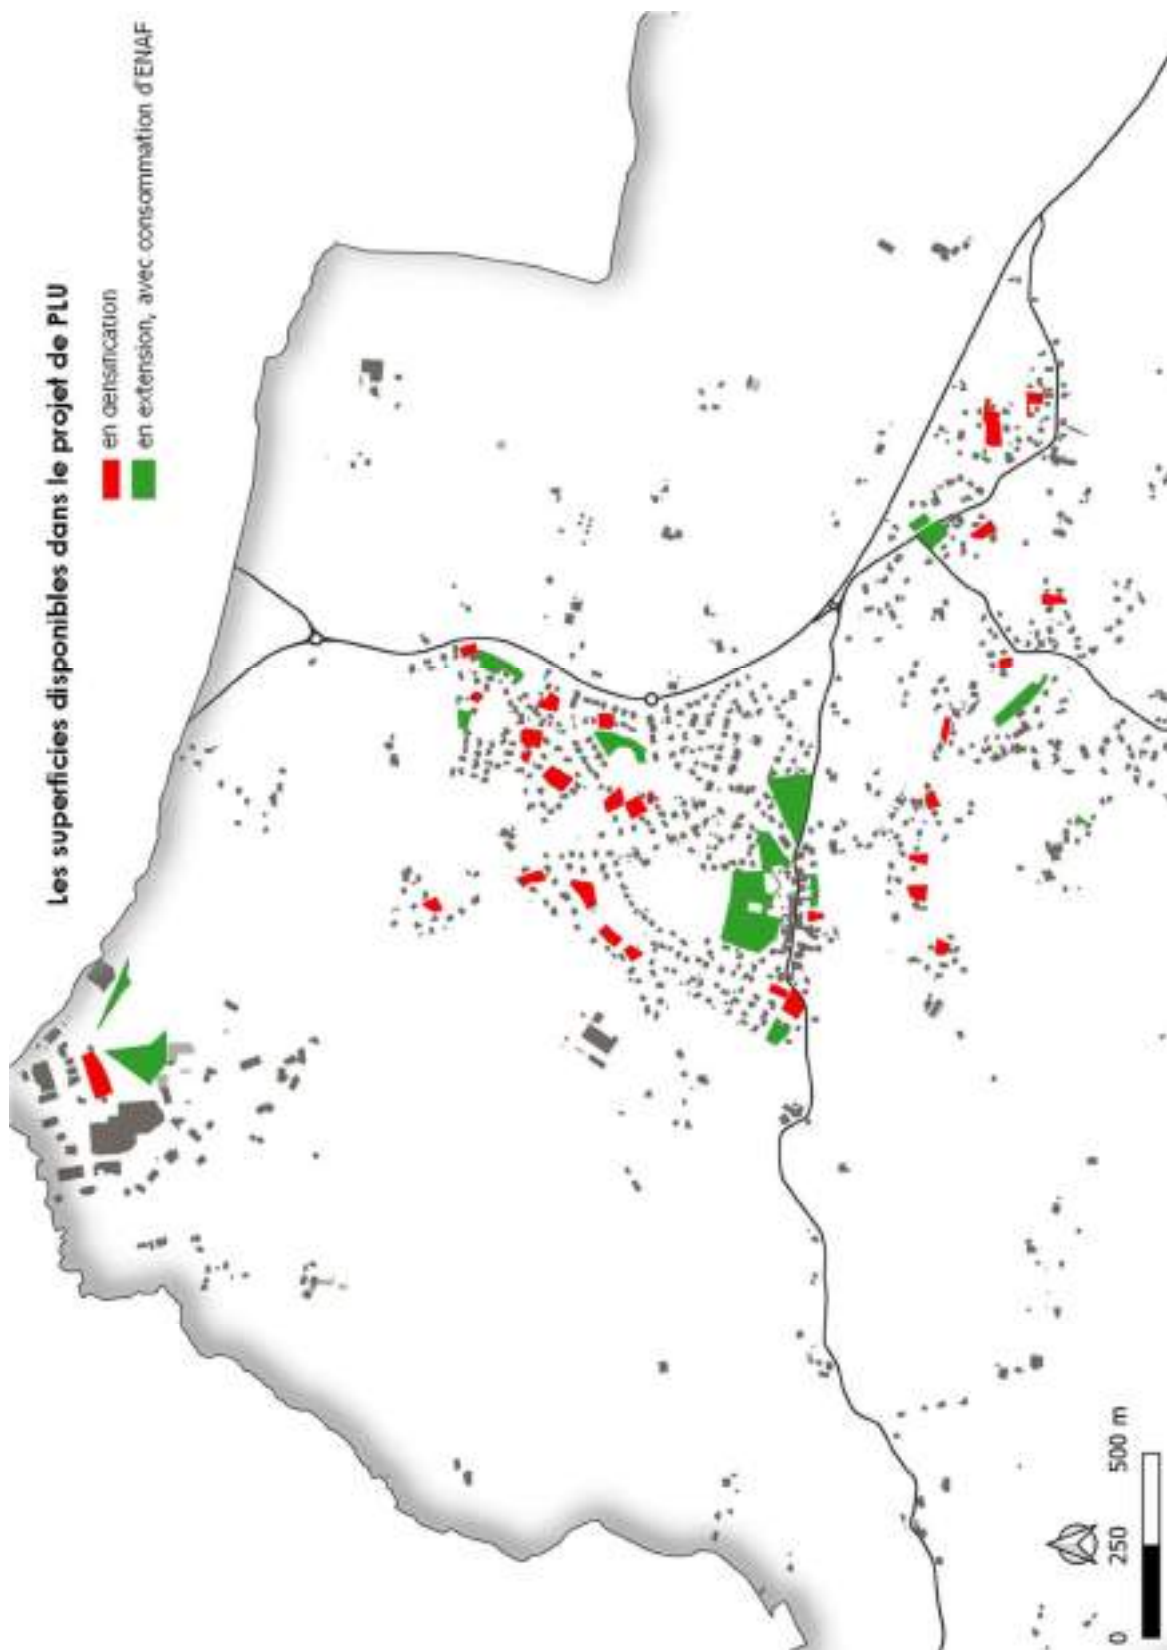 Les superficies disponibles dans le projet de PLU
en densification
en extension, avec consommation d'ENAF
0 250 500 m